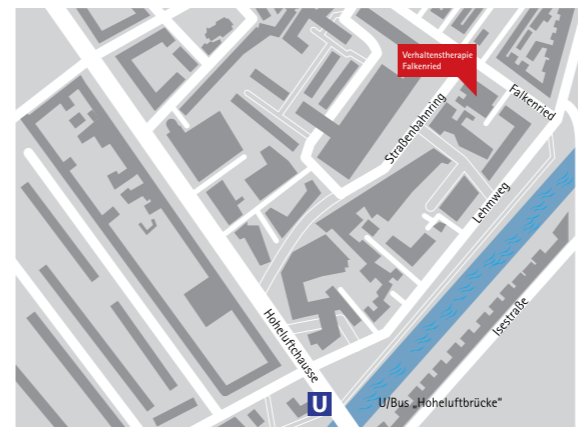 Verhaltenstherapie
Falkenried
Falkenried
Straßenbahnring
Lehmweg
Isestraße
Hoheluftchausse
U
U/Bus „Hoheluftbrücke"